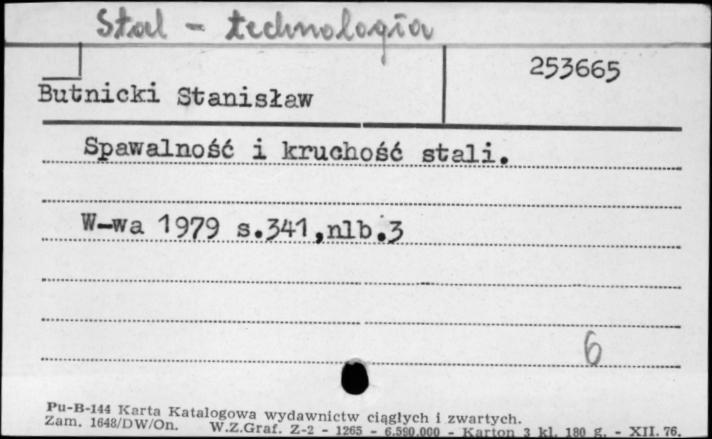 Stal - technologia
253665
Butnicki Stanisław
Spawalność i kruchość stali.
W-wa 1979 s.341,nlb.3
6
Pu-B-144 Karta Katalogowa wydawnictw ciągłych i zwartych.
Zam. 1648/DW/On. W.Z.Graf. Z-2 - 1265 - 6.590.000 - Karton 3 kl. 180 g. - XII. 76.